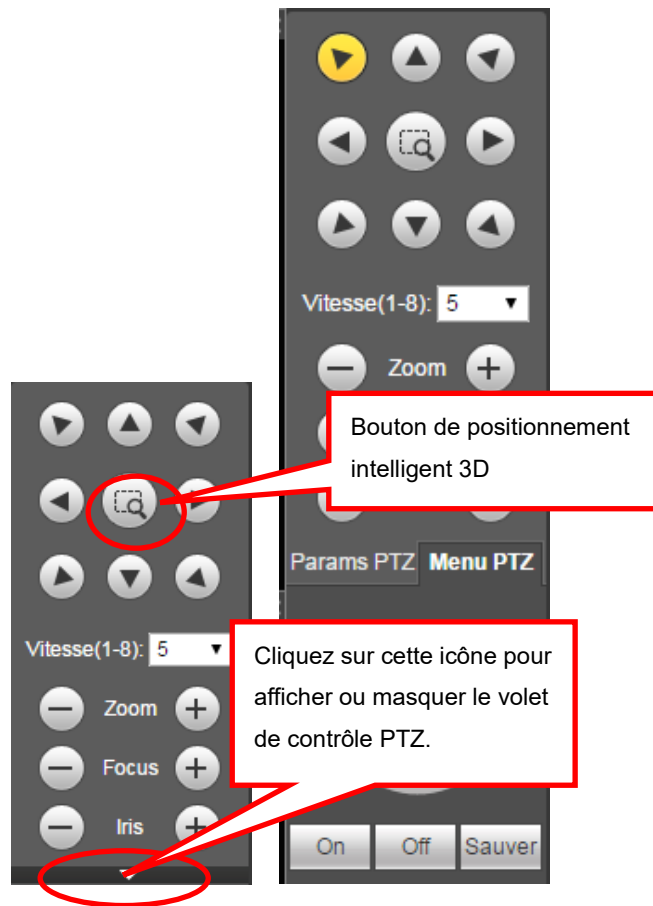 Vitesse(1-8): 5
Zoom
Bouton de positionnement
intelligent 3D
Params PTZ Menu PTZ
Vitesse(1-8): 5
Cliquez sur cette icône pour
afficher ou masquer le volet
de contrôle PTZ.
Zoom
Focus
Iris
On Off Sauver